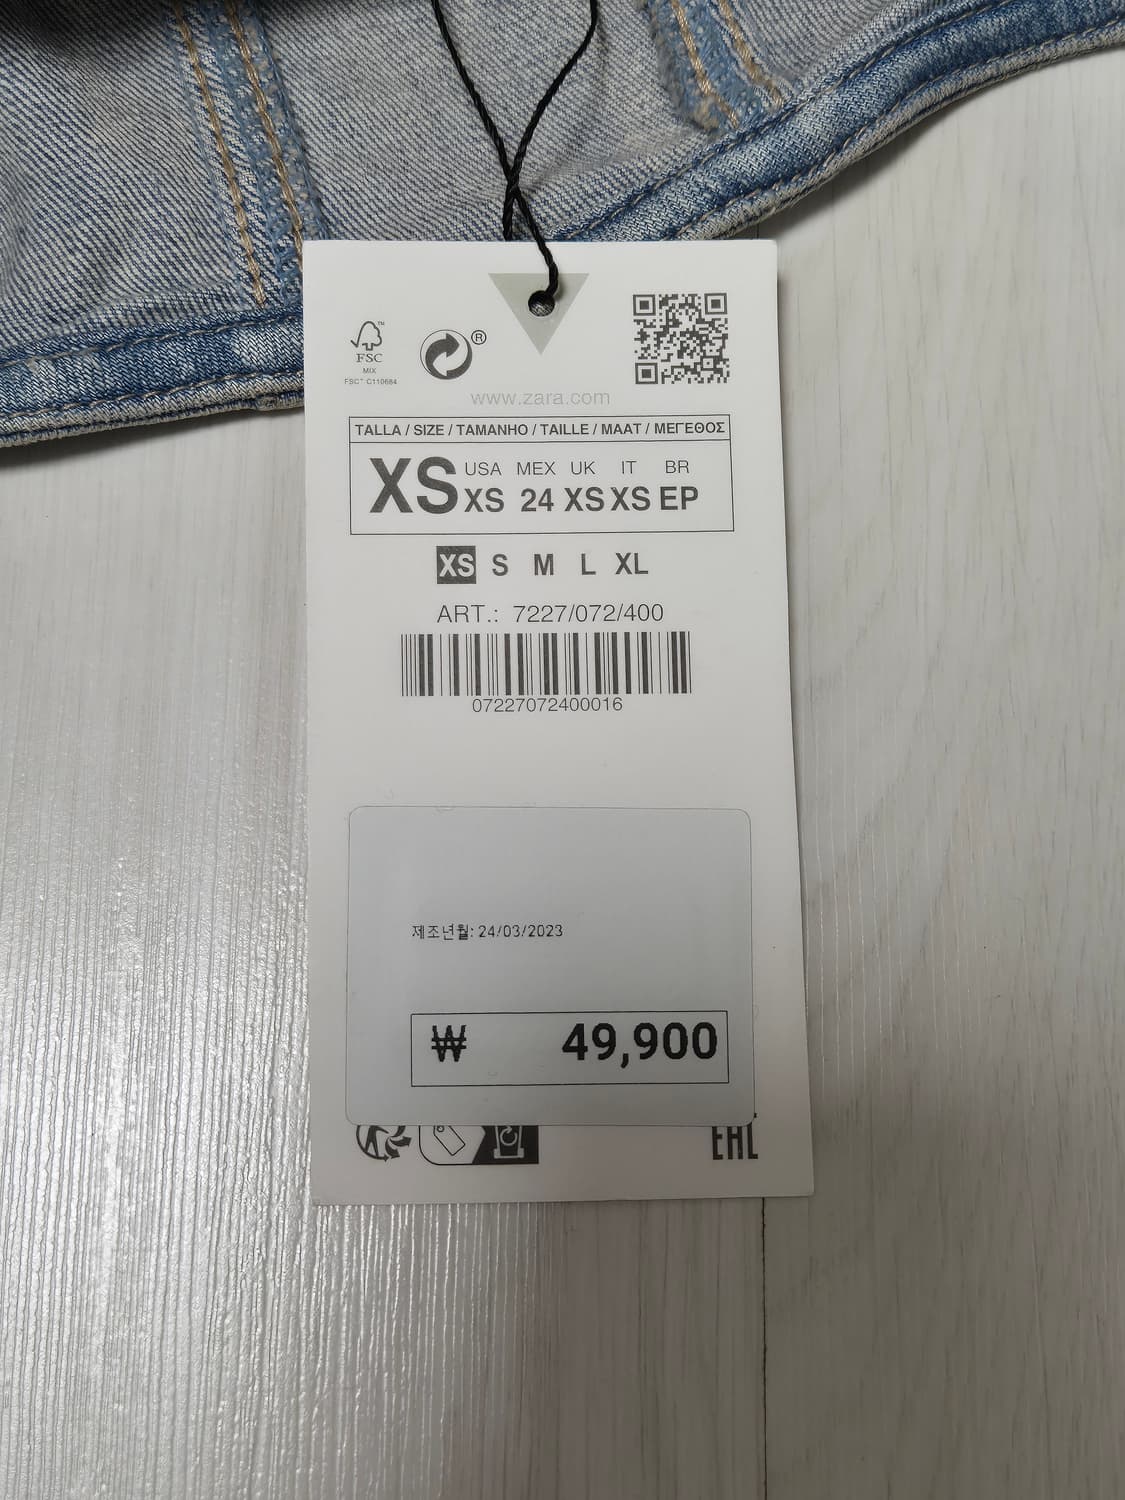 FSC
MIX
FSC™ C110684
®
www.zara.com
TALLA / SIZE / TAMANHO / TAILLE / MAAT / ΜΕΓΕΘΟΣ
XS
USA MEX UK IT BR
XS 24 XS XS EP
XS S M L XL
ART.: 7227/072/400
07227072400016
제조년월: 24/03/2023
₩ 49,900
EAC